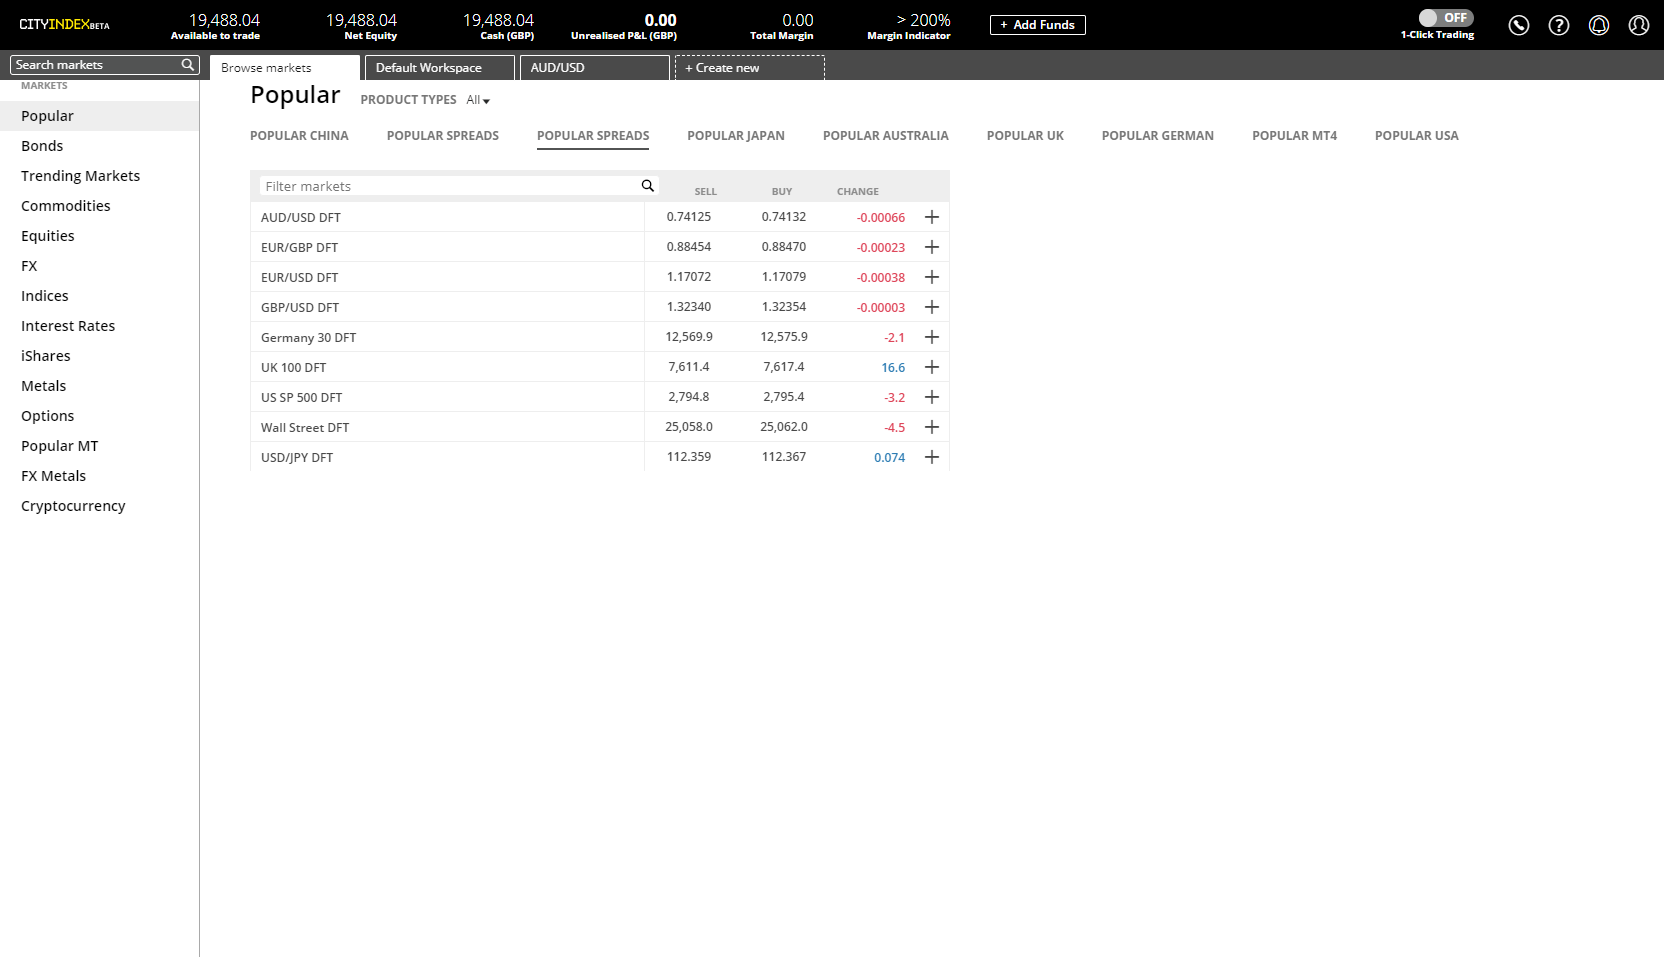 CITYINDEXBETA
19,488.04 19,488.04 19,488.04 0.00 0.00 > 200% + Add Funds OFF
Available to trade Net Equity Cash (GBP) Unrealised P&L (GBP) Total Margin Margin Indicator 1-Click Trading
Search markets Browse markets Default Workspace AUD/USD + Create new
MARKETS
Popular
Bonds
Trending Markets
Commodities
Equities
FX
Indices
Interest Rates
iShares
Metals
Options
Popular MT
FX Metals
Cryptocurrency
Popular PRODUCT TYPES All
POPULAR CHINA POPULAR SPREADS POPULAR SPREADS POPULAR JAPAN POPULAR AUSTRALIA POPULAR UK POPULAR GERMAN POPULAR MT4 POPULAR USA
Filter markets SELL BUY CHANGE
AUD/USD DFT 0.74125 0.74132 -0.00066 +
EUR/GBP DFT 0.88454 0.88470 -0.00023 +
EUR/USD DFT 1.17072 1.17079 -0.00038 +
GBP/USD DFT 1.32340 1.32354 -0.00003 +
Germany 30 DFT 12,569.9 12,575.9 -2.1 +
UK 100 DFT 7,611.4 7,617.4 16.6 +
US SP 500 DFT 2,794.8 2,795.4 -3.2 +
Wall Street DFT 25,058.0 25,062.0 -4.5 +
USD/JPY DFT 112.359 112.367 0.074 +